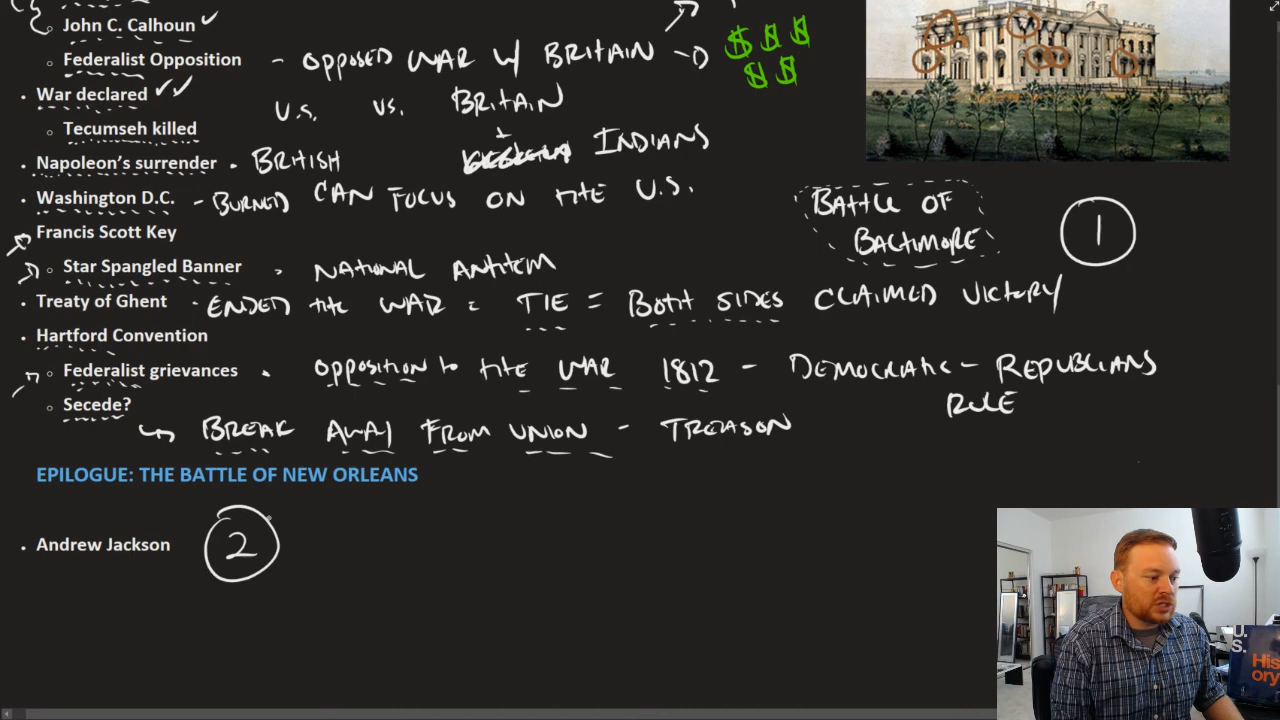 John C. Calhoun
Federalist Opposition - OPPOSED WAR W/ BRITAIN → $ $ $ $ $
War declared U.S. VS. BRITAIN
Tecumseh killed + INDIANS
Napoleon's surrender - BRITISH
CAN FOCUS ON THE U.S.
Washington D.C. - BURNED
BATTLE OF
BALTIMORE
1
Francis Scott Key
Star Spangled Banner - NATIONAL ANTHEM
Treaty of Ghent - ENDED THE WAR = TIE = BOTH SIDES CLAIMED VICTORY
Hartford Convention
Federalist grievances - OPPOSITION to THE WAR 1812 - DEMOCRATIC - REPUBLICANS
RULE
Secede?
↳ BREAK AWAY FROM UNION - TREASON
EPILOGUE: THE BATTLE OF NEW ORLEANS
Andrew Jackson 2
U.S.
History